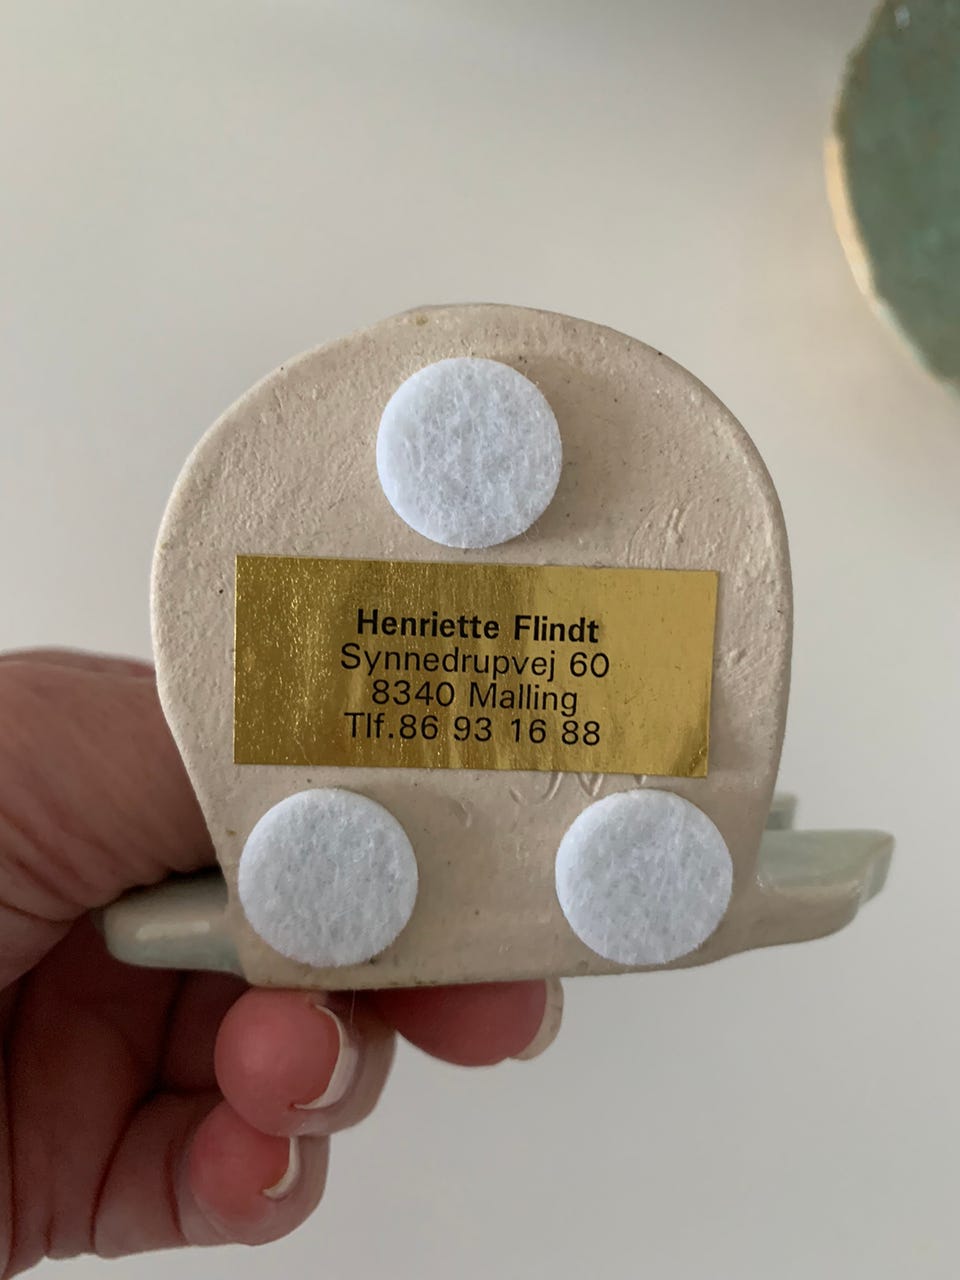 Henriette Flindt
Synnedrupvej 60
8340 Malling
Tlf.86 93 16 88